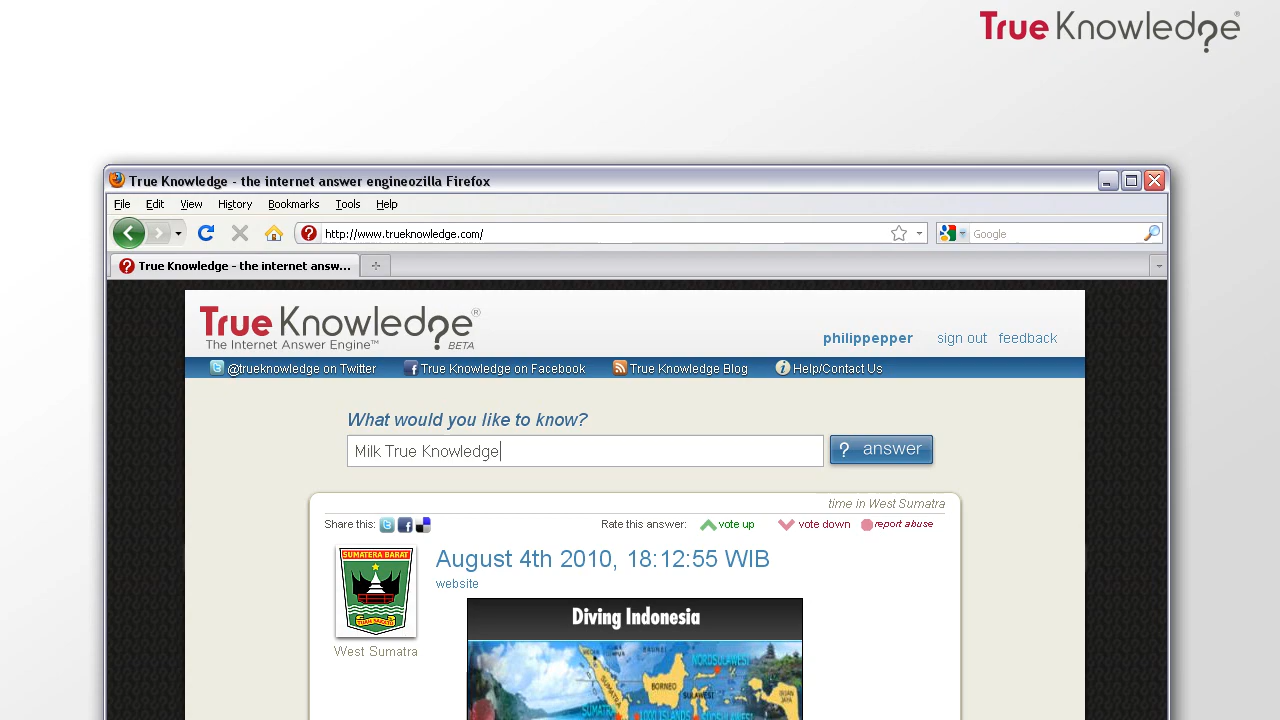 True Knowledge®
True Knowledge - the internet answer engineozilla Firefox
File Edit View History Bookmarks Tools Help
http://www.trueknowledge.com/
Google
True Knowledge - the internet answ...
True Knowledge®
The Internet Answer Engine™ BETA
philippepper sign out feedback
@trueknowledge on Twitter True Knowledge on Facebook True Knowledge Blog Help/Contact Us
What would you like to know?
Milk True Knowledge
? answer
time in West Sumatra
Share this: Rate this answer: vote up vote down report abuse
SUMATERA BARAT
August 4th 2010, 18:12:55 WIB
website
West Sumatra
Diving Indonesia
NORDSULAWESI
BORNEO
SUMATRA
SULAWESI
IRIAN
JAYA